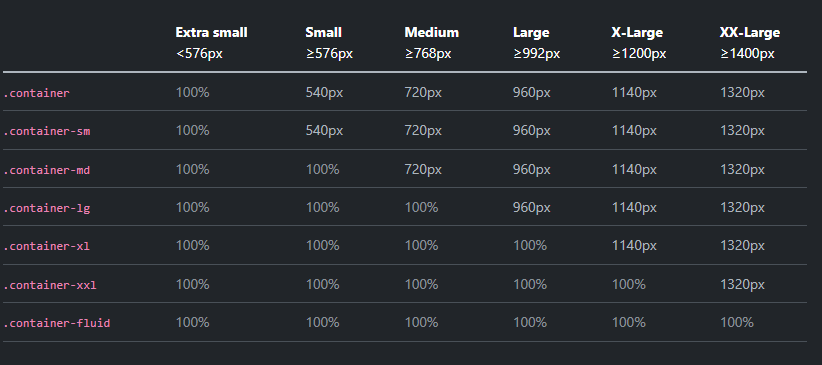 Extra small Small Medium Large X-Large XX-Large
<576px ≥576px ≥768px ≥992px ≥1200px ≥1400px
.container 100% 540px 720px 960px 1140px 1320px
.container-sm 100% 540px 720px 960px 1140px 1320px
.container-md 100% 100% 720px 960px 1140px 1320px
.container-lg 100% 100% 100% 960px 1140px 1320px
.container-xl 100% 100% 100% 100% 1140px 1320px
.container-xxl 100% 100% 100% 100% 100% 1320px
.container-fluid 100% 100% 100% 100% 100% 100%